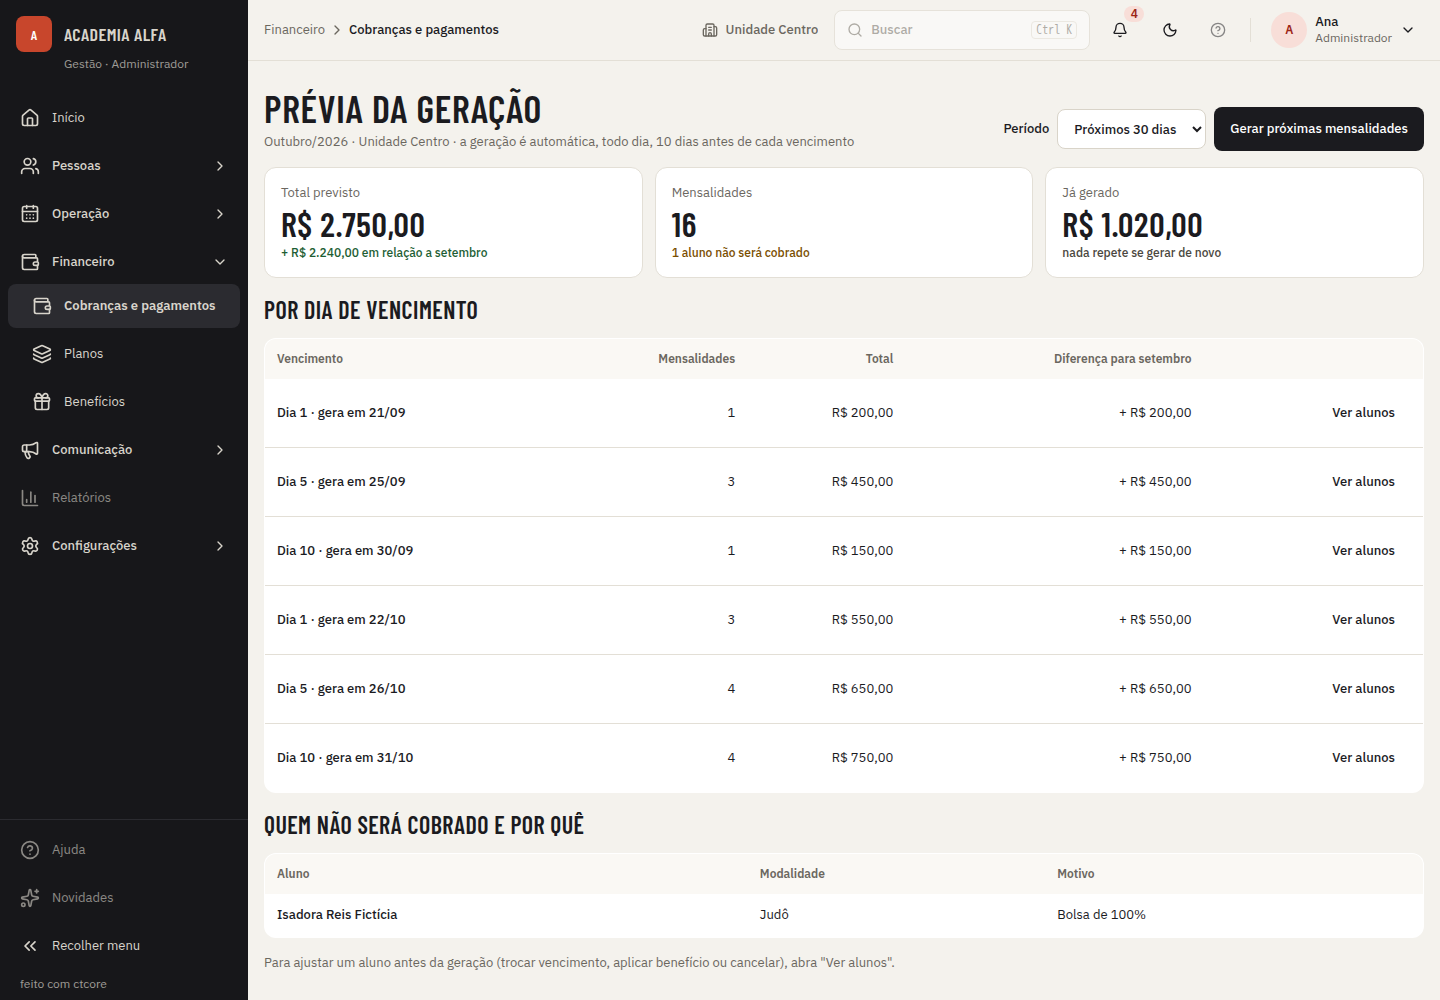 A ACADEMIA ALFA
Gestão · Administrador
Início
Pessoas
Operação
Financeiro
Cobranças e pagamentos
Planos
Benefícios
Comunicação
Relatórios
Configurações
Ajuda
Novidades
Recolher menu
feito com ctcore
Financeiro > Cobranças e pagamentos
Unidade Centro
Buscar Ctrl K
4
A Ana
Administrador
PRÉVIA DA GERAÇÃO
Outubro/2026 · Unidade Centro · a geração é automática, todo dia, 10 dias antes de cada vencimento
Período Próximos 30 dias Gerar próximas mensalidades
Total previsto
R$ 2.750,00
+ R$ 2.240,00 em relação a setembro
Mensalidades
16
1 aluno não será cobrado
Já gerado
R$ 1.020,00
nada repete se gerar de novo
POR DIA DE VENCIMENTO
Vencimento Mensalidades Total Diferença para setembro
Dia 1 · gera em 21/09 1 R$ 200,00 + R$ 200,00 Ver alunos
Dia 5 · gera em 25/09 3 R$ 450,00 + R$ 450,00 Ver alunos
Dia 10 · gera em 30/09 1 R$ 150,00 + R$ 150,00 Ver alunos
Dia 1 · gera em 22/10 3 R$ 550,00 + R$ 550,00 Ver alunos
Dia 5 · gera em 26/10 4 R$ 650,00 + R$ 650,00 Ver alunos
Dia 10 · gera em 31/10 4 R$ 750,00 + R$ 750,00 Ver alunos
QUEM NÃO SERÁ COBRADO E POR QUÊ
Aluno Modalidade Motivo
Isadora Reis Fictícia Judô Bolsa de 100%
Para ajustar um aluno antes da geração (trocar vencimento, aplicar benefício ou cancelar), abra "Ver alunos".